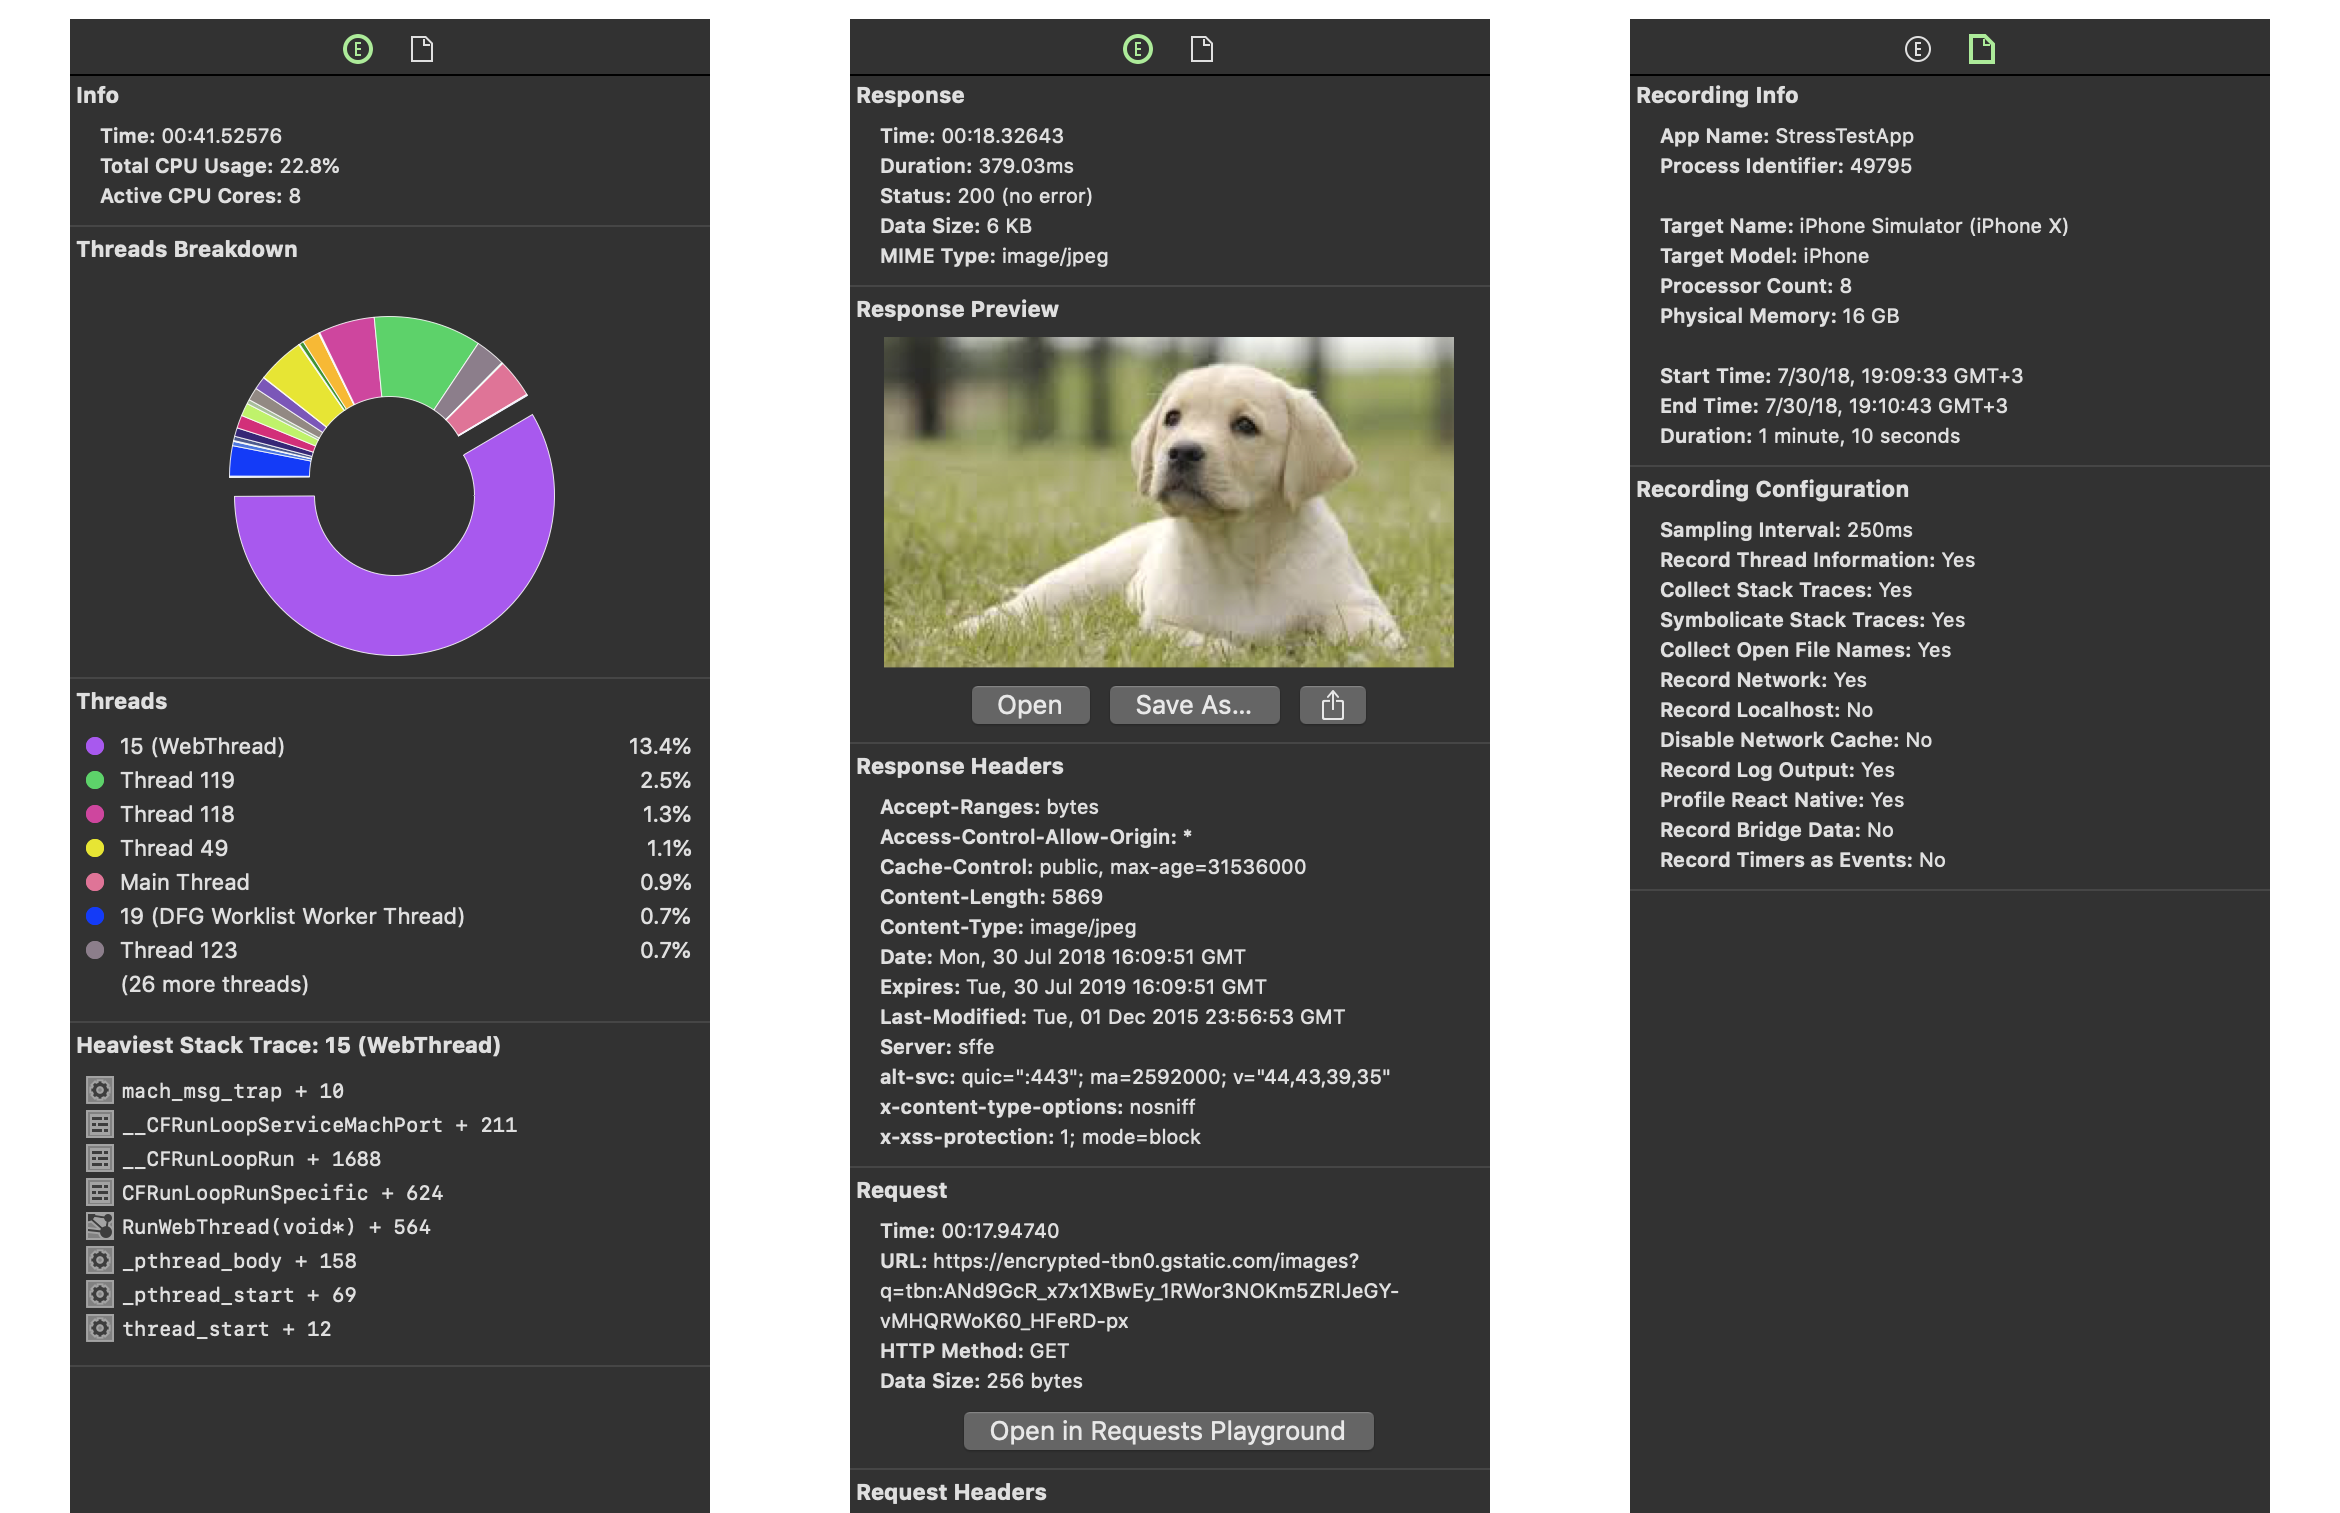 E
Info
Time: 00:41.52576
Total CPU Usage: 22.8%
Active CPU Cores: 8
Threads Breakdown
Threads
15 (WebThread) 13.4%
Thread 119 2.5%
Thread 118 1.3%
Thread 49 1.1%
Main Thread 0.9%
19 (DFG Worklist Worker Thread) 0.7%
Thread 123 0.7%
(26 more threads)
Heaviest Stack Trace: 15 (WebThread)
mach_msg_trap + 10
__CFRunLoopServiceMachPort + 211
__CFRunLoopRun + 1688
CFRunLoopRunSpecific + 624
RunWebThread(void*) + 564
_pthread_body + 158
_pthread_start + 69
thread_start + 12
E
Response
Time: 00:18.32643
Duration: 379.03ms
Status: 200 (no error)
Data Size: 6 KB
MIME Type: image/jpeg
Response Preview
Open Save As...
Response Headers
Accept-Ranges: bytes
Access-Control-Allow-Origin: *
Cache-Control: public, max-age=31536000
Content-Length: 5869
Content-Type: image/jpeg
Date: Mon, 30 Jul 2018 16:09:51 GMT
Expires: Tue, 30 Jul 2019 16:09:51 GMT
Last-Modified: Tue, 01 Dec 2015 23:56:53 GMT
Server: sffe
alt-svc: quic=":443"; ma=2592000; v="44,43,39,35"
x-content-type-options: nosniff
x-xss-protection: 1; mode=block
Request
Time: 00:17.94740
URL: https://encrypted-tbn0.gstatic.com/images?
q=tbn:ANd9GcR_x7x1XBwEy_1RWor3NOKm5ZRlJeGY-
vMHQRWoK60_HFeRD-px
HTTP Method: GET
Data Size: 256 bytes
Open in Requests Playground
Request Headers
E
Recording Info
App Name: StressTestApp
Process Identifier: 49795
Target Name: iPhone Simulator (iPhone X)
Target Model: iPhone
Processor Count: 8
Physical Memory: 16 GB
Start Time: 7/30/18, 19:09:33 GMT+3
End Time: 7/30/18, 19:10:43 GMT+3
Duration: 1 minute, 10 seconds
Recording Configuration
Sampling Interval: 250ms
Record Thread Information: Yes
Collect Stack Traces: Yes
Symbolicate Stack Traces: Yes
Collect Open File Names: Yes
Record Network: Yes
Record Localhost: No
Disable Network Cache: No
Record Log Output: Yes
Profile React Native: Yes
Record Bridge Data: No
Record Timers as Events: No